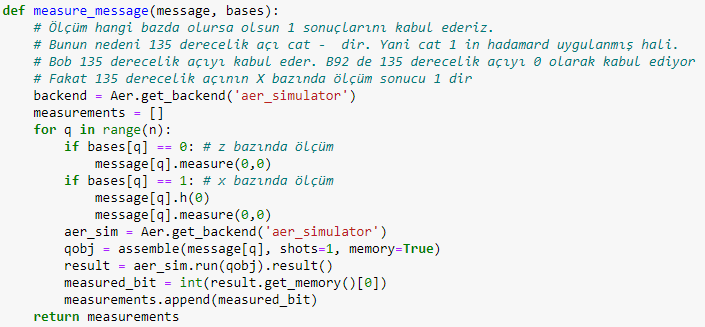 def measure_message(message, bases):
    # Ölçüm hangi bazda olursa olsun 1 sonuçlarını kabul ederiz.
    # Bunun nedeni 135 derecelik açı cat -  dir. Yani cat 1 in hadamard uygulanmış hali.
    # Bob 135 derecelik açıyı kabul eder. B92 de 135 derecelik açıyı 0 olarak kabul ediyor
    # Fakat 135 derecelik açının X bazında ölçüm sonucu 1 dir
    backend = Aer.get_backend('aer_simulator')
    measurements = []
    for q in range(n):
        if bases[q] == 0: # z bazında ölçüm
            message[q].measure(0,0)
        if bases[q] == 1: # x bazında ölçüm
            message[q].h(0)
            message[q].measure(0,0)
        aer_sim = Aer.get_backend('aer_simulator')
        qobj = assemble(message[q], shots=1, memory=True)
        result = aer_sim.run(qobj).result()
        measured_bit = int(result.get_memory()[0])
        measurements.append(measured_bit)
    return measurements